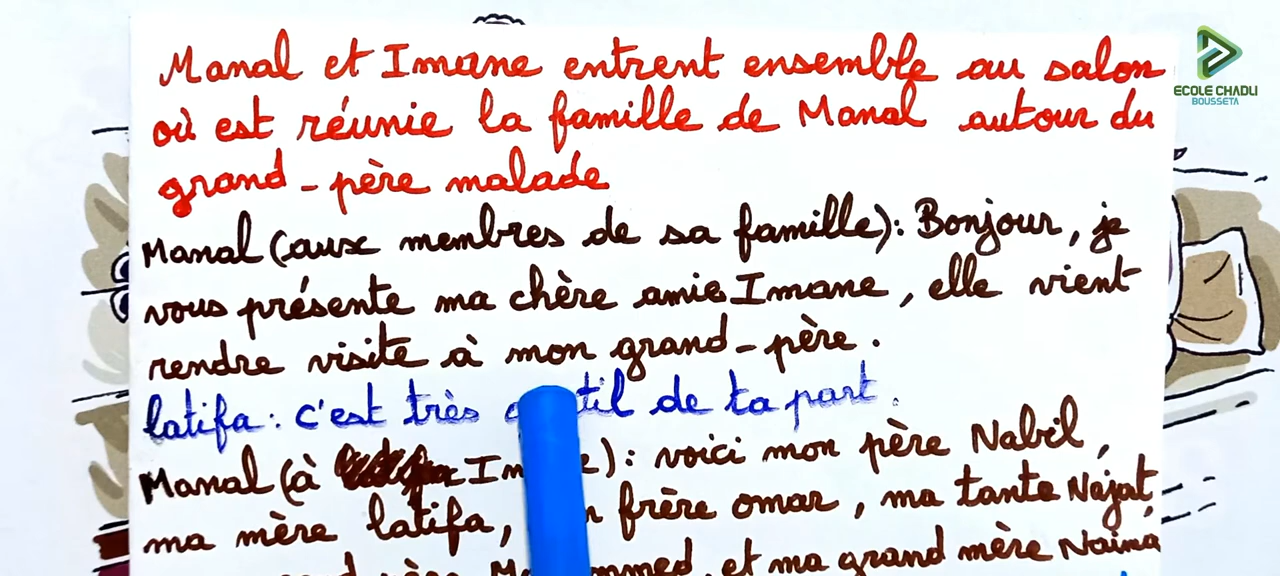 Manal et Imane entrent ensemble au salon
où est réunie la famille de Manal autour du
grand-père malade
Manal (aux membres de sa famille): Bonjour, je
vous présente ma chère amie Imane, elle vient
rendre visite à mon grand-père.
latifa: c'est très de ta part.
Manal (à : voici mon père Nabil,
ma mère latifa, frère omar, ma tante Najat,
et ma grand mère Naima
ECOLE CHADLI
BOUSSETA